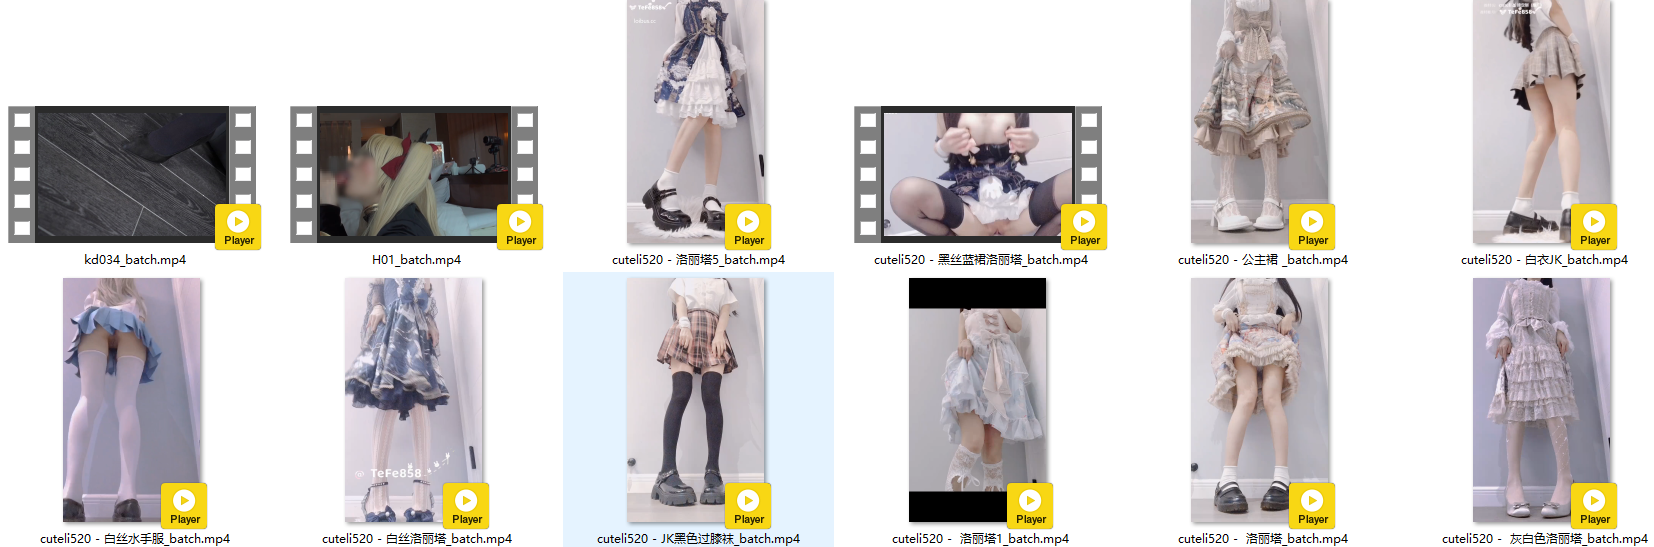 TeFe858
TeFe858
Player
Player
Player
Player
Player
Player
kd034_batch.mp4
H01_batch.mp4
cuteli520 - 洛丽塔5_batch.mp4
cuteli520 - 黑丝蓝裙洛丽塔_batch.mp4
cuteli520 - 公主裙 _batch.mp4
cuteli520 - 白衣JK_batch.mp4
TeFe858
Player
Player
Player
Player
Player
Player
cuteli520 - 白丝水手服_batch.mp4
cuteli520 - 白丝洛丽塔_batch.mp4
cuteli520 - JK黑色过膝袜_batch.mp4
cuteli520 -  洛丽塔1_batch.mp4
cuteli520 -  洛丽塔_batch.mp4
cuteli520 -  灰白色洛丽塔_batch.mp4